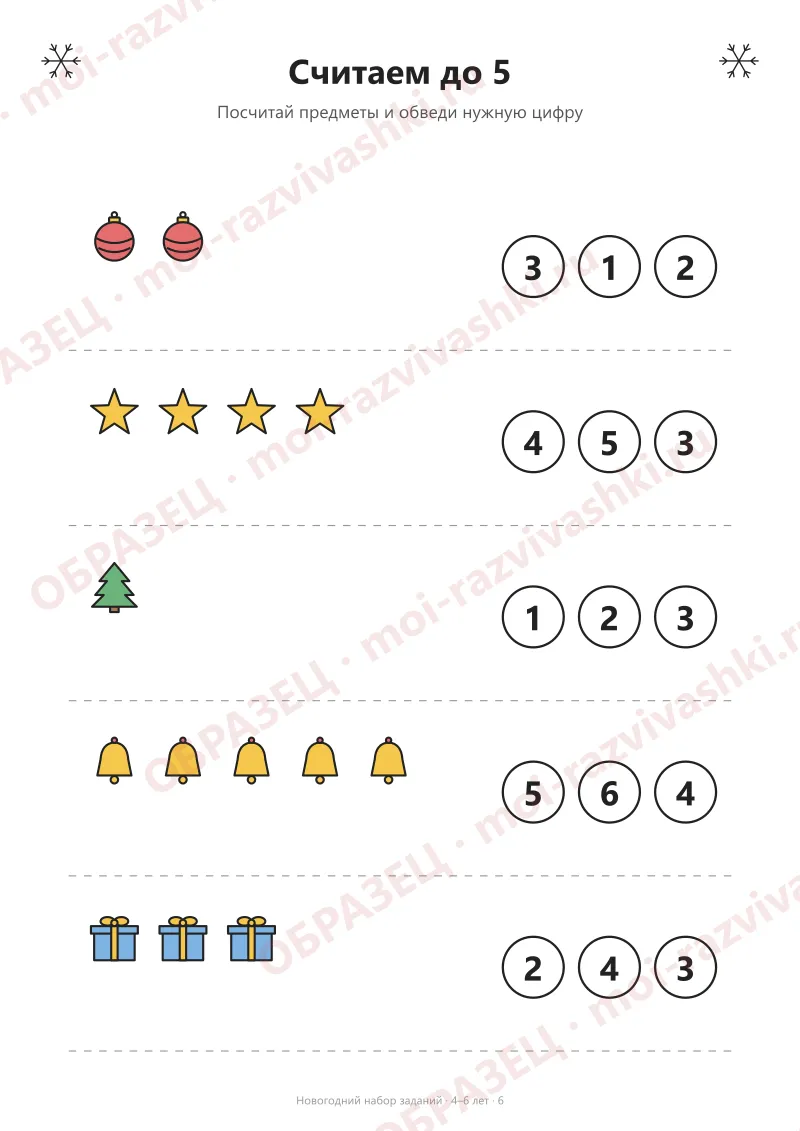 Считаем до 5
Посчитай предметы и обведи нужную цифру
3 1 2
4 5 3
1 2 3
5 6 4
2 4 3
Новогодний набор заданий · 4–6 лет · 6
ОБРАЗЕЦ · moi-razvivashki.ru